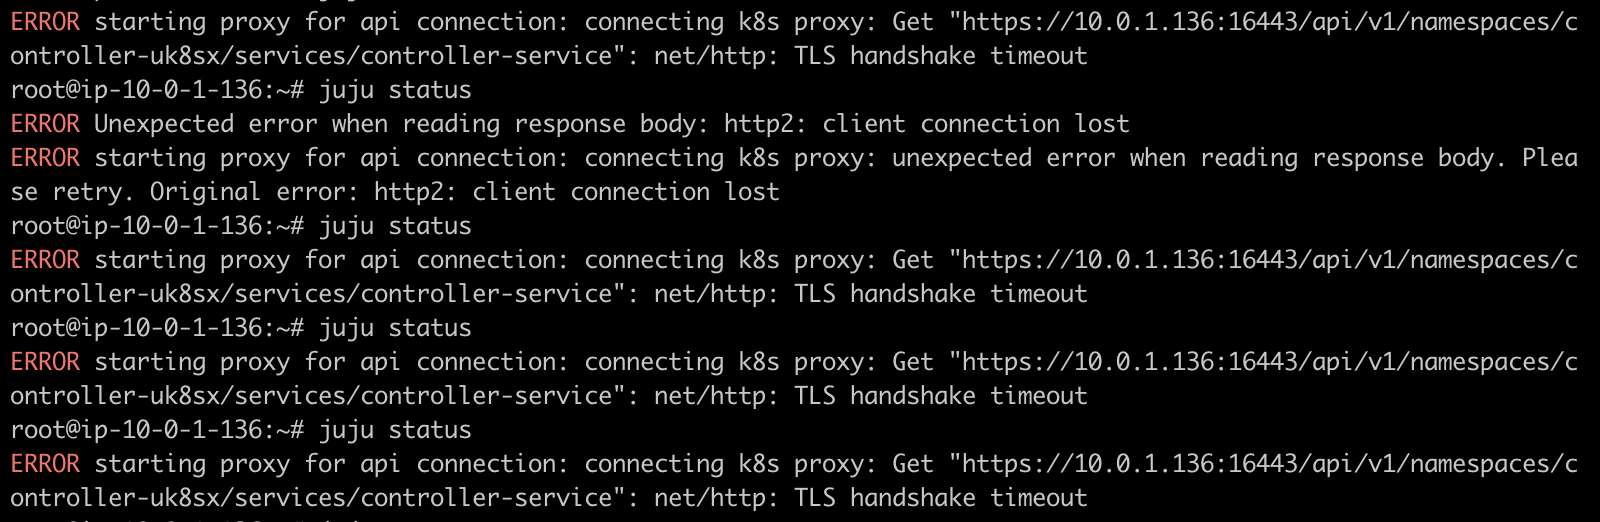 ERROR starting proxy for api connection: connecting k8s proxy: Get "https://10.0.1.136:16443/api/v1/namespaces/c
ontroller-uk8sx/services/controller-service": net/http: TLS handshake timeout
root@ip-10-0-1-136:~# juju status
ERROR Unexpected error when reading response body: http2: client connection lost
ERROR starting proxy for api connection: connecting k8s proxy: unexpected error when reading response body. Plea
se retry. Original error: http2: client connection lost
root@ip-10-0-1-136:~# juju status
ERROR starting proxy for api connection: connecting k8s proxy: Get "https://10.0.1.136:16443/api/v1/namespaces/c
ontroller-uk8sx/services/controller-service": net/http: TLS handshake timeout
root@ip-10-0-1-136:~# juju status
ERROR starting proxy for api connection: connecting k8s proxy: Get "https://10.0.1.136:16443/api/v1/namespaces/c
ontroller-uk8sx/services/controller-service": net/http: TLS handshake timeout
root@ip-10-0-1-136:~# juju status
ERROR starting proxy for api connection: connecting k8s proxy: Get "https://10.0.1.136:16443/api/v1/namespaces/c
ontroller-uk8sx/services/controller-service": net/http: TLS handshake timeout